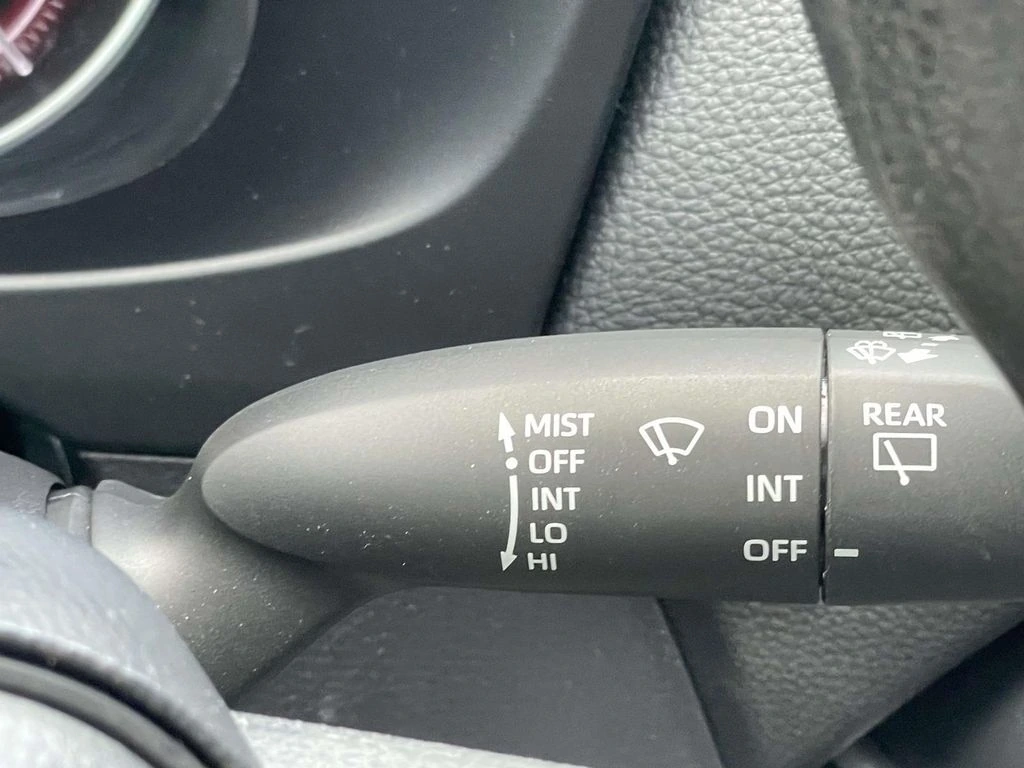 MIST
OFF
INT
LO
HI
ON
INT
OFF
REAR